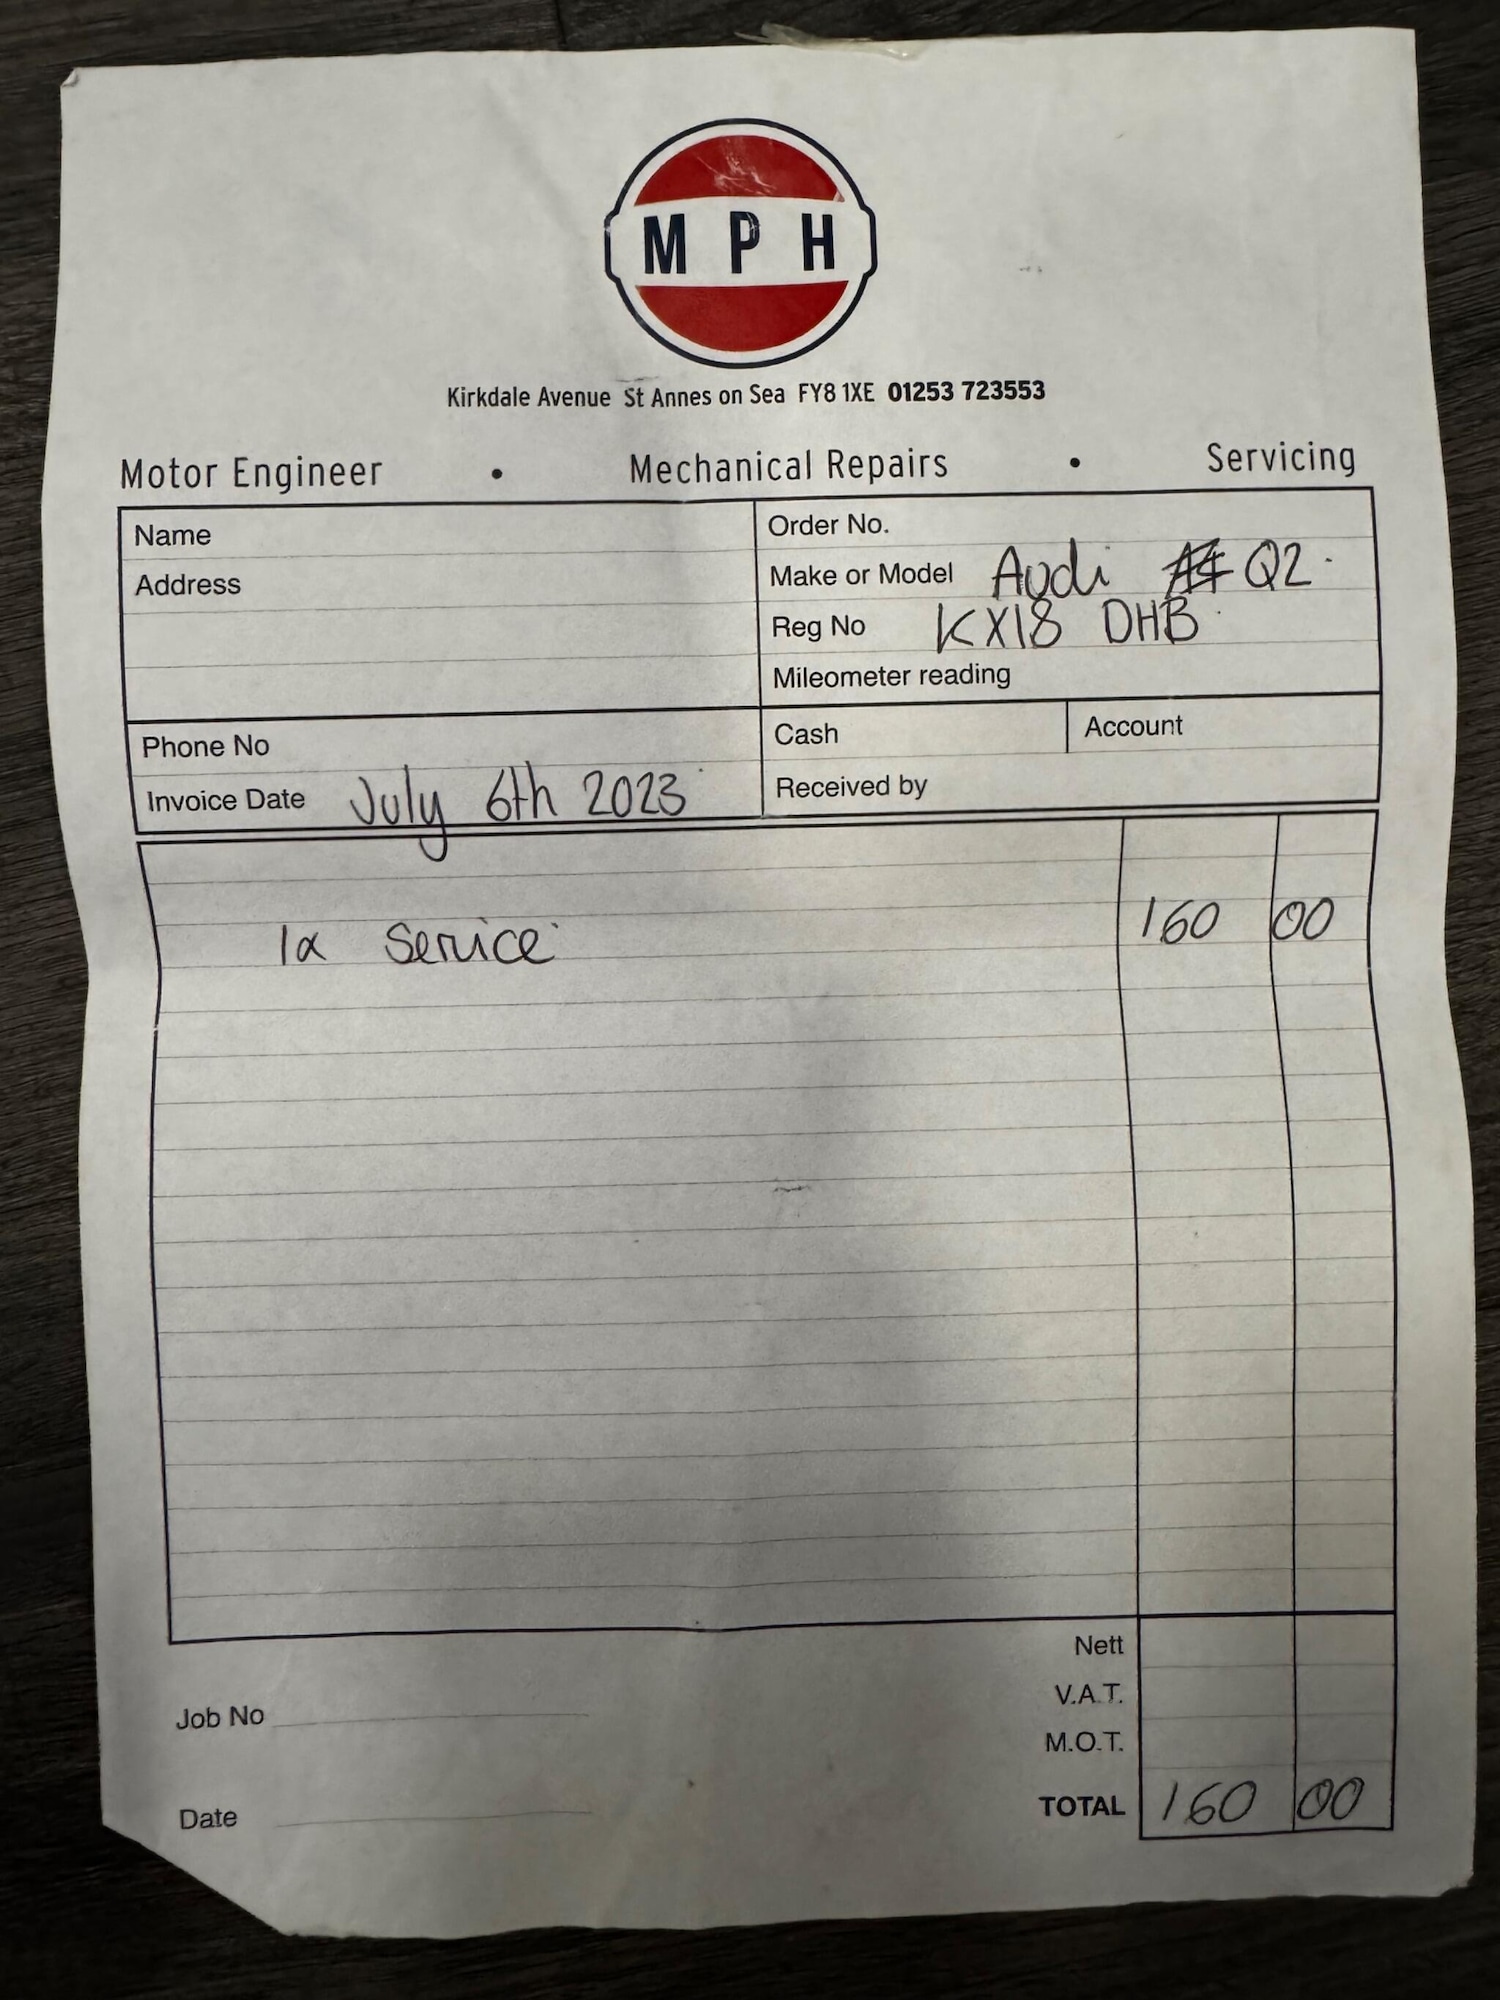 M P H
Kirkdale Avenue St Annes on Sea FY8 1XE 01253 723553
Motor Engineer • Mechanical Repairs • Servicing
Name
Address
Order No.
Make or Model Audi Q2.
Reg No KX18 DHB
Mileometer reading
Phone No
Invoice Date July 6th 2023
Cash Account
Received by
1x Service 160 00
Nett
V.A.T.
M.O.T.
TOTAL 160 00
Job No
Date